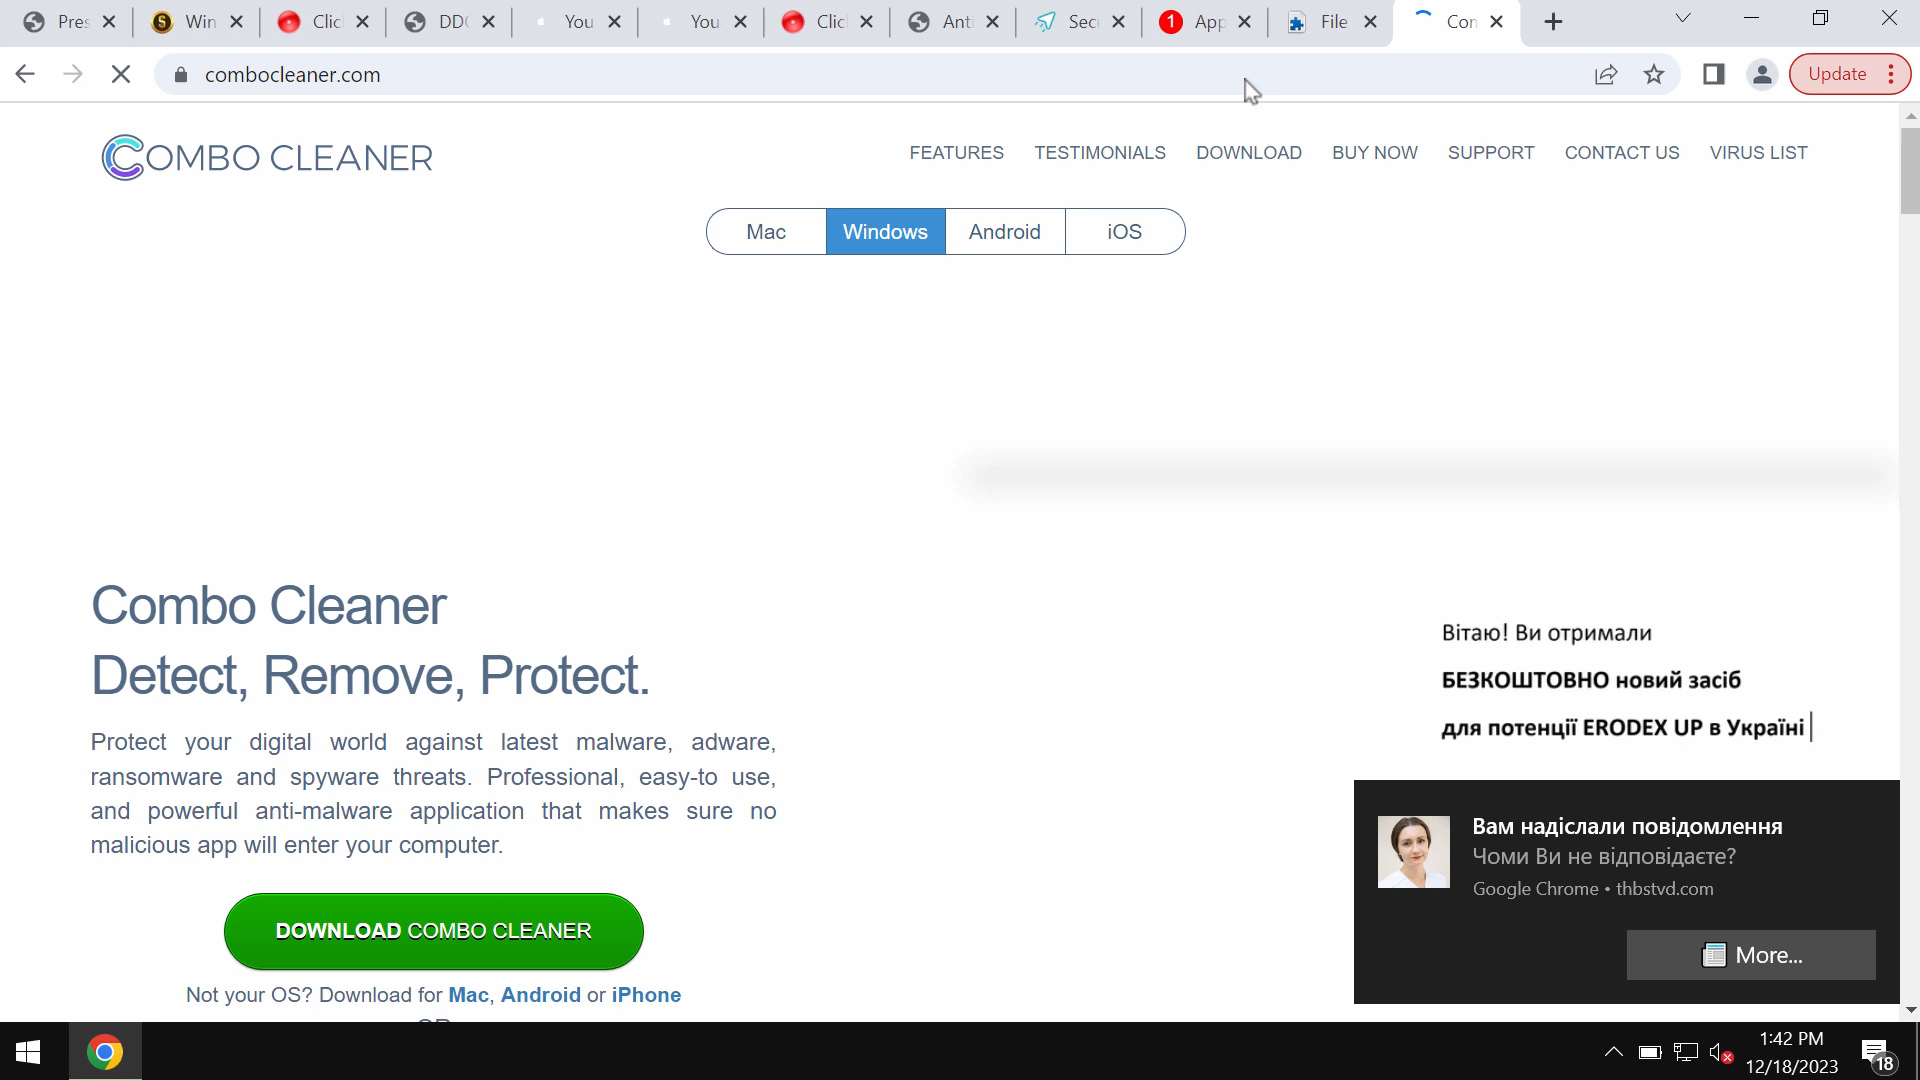 Pres
Win
Clic
DDO
You
You
Clic
Anti
Secu
1
App
File
Con
combocleaner.com
Update
COMBO CLEANER
FEATURES
TESTIMONIALS
DOWNLOAD
BUY NOW
SUPPORT
CONTACT US
VIRUS LIST
Mac
Windows
Android
iOS
Combo Cleaner
Detect, Remove, Protect.
Protect your digital world against latest malware, adware,
ransomware and spyware threats. Professional, easy-to use,
and powerful anti-malware application that makes sure no
malicious app will enter your computer.
DOWNLOAD COMBO CLEANER
Not your OS? Download for Mac, Android or iPhone
OR
Вітаю! Ви отримали
БЕЗКОШТОВНО новий засіб
для потенції ERODEX UP в Україні
Вам надіслали повідомлення
Чоми Ви не відповідаєте?
Google Chrome • thbstvd.com
More...
1:42 PM
12/18/2023
18